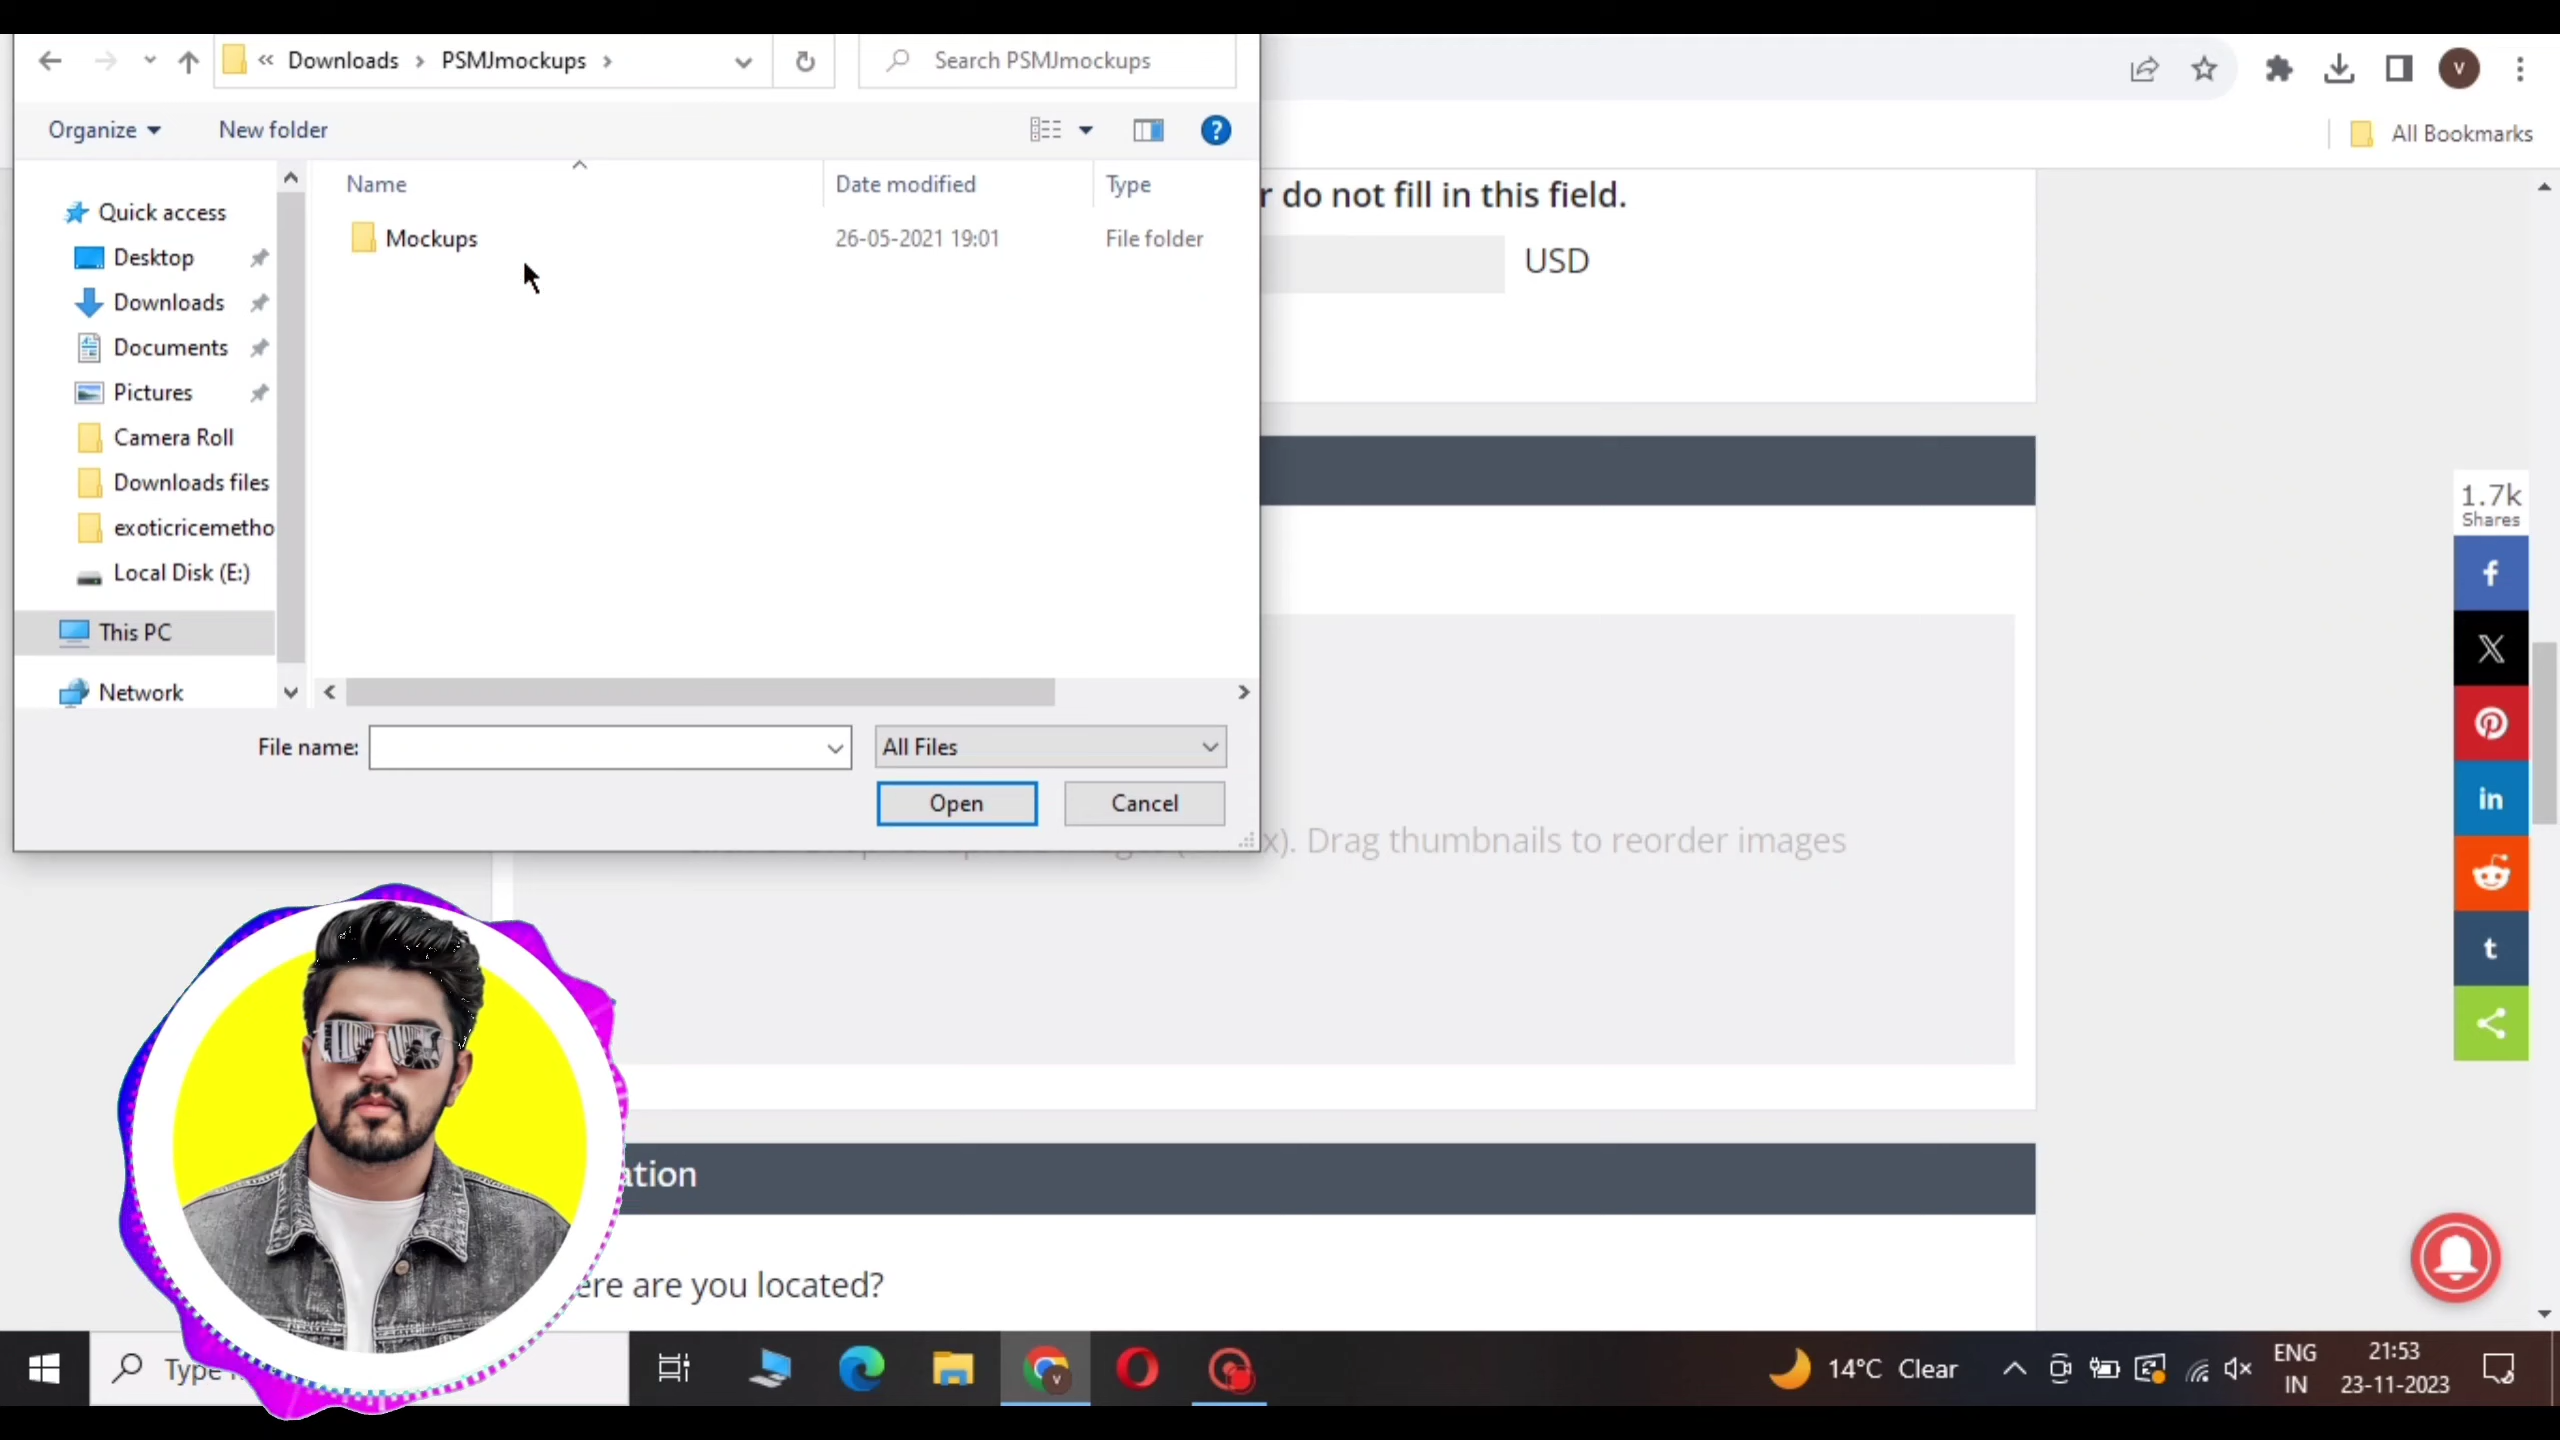 « Downloads › PSMJmockups ›
Search PSMJmockups
V
Organize
New folder
?
All Bookmarks
Name
Date modified
Type
Mockups
26-05-2021 19:01
File folder
Quick access
Desktop
Downloads
Documents
Pictures
Camera Roll
Downloads files
exoticricemetho
Local Disk (E:)
This PC
Network
File name:
All Files
Open
Cancel
r do not fill in this field.
USD
x). Drag thumbnails to reorder images
1.7k
Shares
f
X
in
t
ation
ere are you located?
Type
14°C Clear
ENG
IN
21:53
23-11-2023